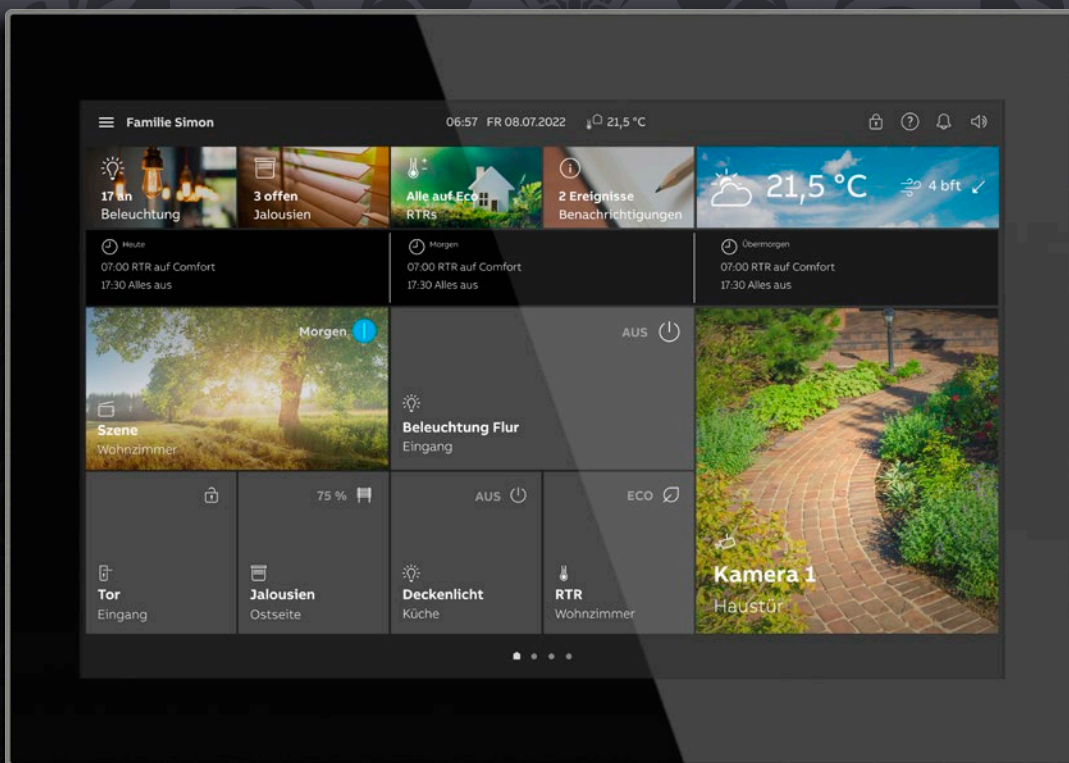 Familie Simon
06:57 FR 08.07.2022 21,5 °C
17 an
Beleuchtung
3 offen
Jalousien
Alle auf Eco
RTRs
2 Ereignisse
Benachrichtigungen
21,5 °C
4 bft
Heute
07:00 RTR auf Comfort
17:30 Alles aus
Morgen
07:00 RTR auf Comfort
17:30 Alles aus
Übermorgen
07:00 RTR auf Comfort
17:30 Alles aus
Morgen
Szene
Wohnzimmer
AUS
Beleuchtung Flur
Eingang
Tor
Eingang
75 %
Jalousien
Ostseite
AUS
Deckenlicht
Küche
ECO
RTR
Wohnzimmer
Kamera 1
Haustür